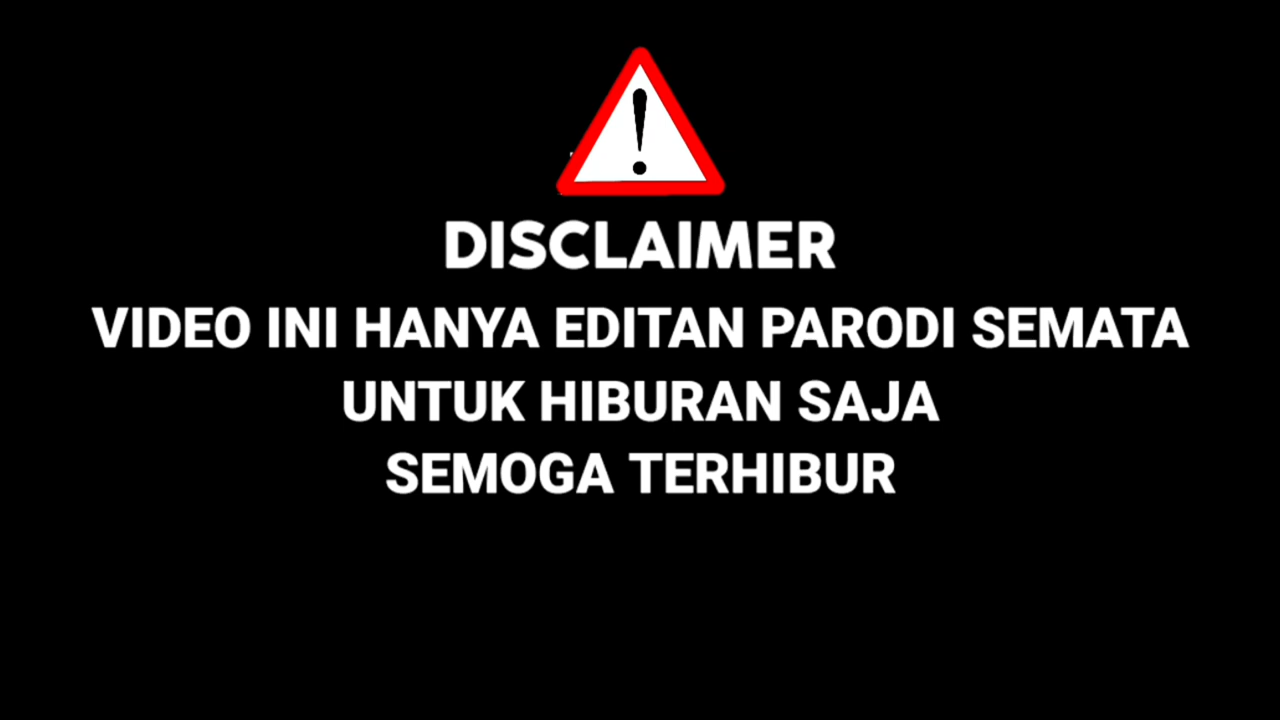 DISCLAIMER
VIDEO INI HANYA EDITAN PARODI SEMATA
UNTUK HIBURAN SAJA
SEMOGA TERHIBUR